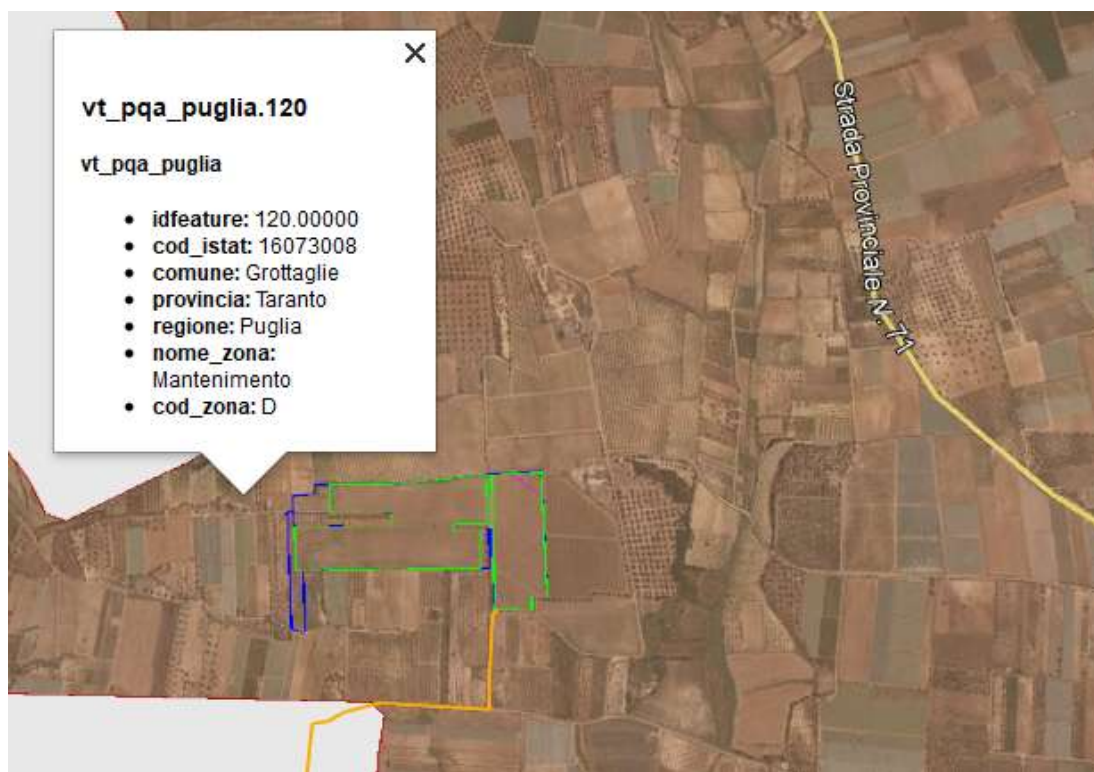 vt_pqa_puglia.120
vt_pqa_puglia
idfeature: 120.00000
cod_istat: 16073008
comune: Grottaglie
provincia: Taranto
regione: Puglia
nome_zona:
Mantenimento
cod_zona: D
Strada Provinciale N. 71